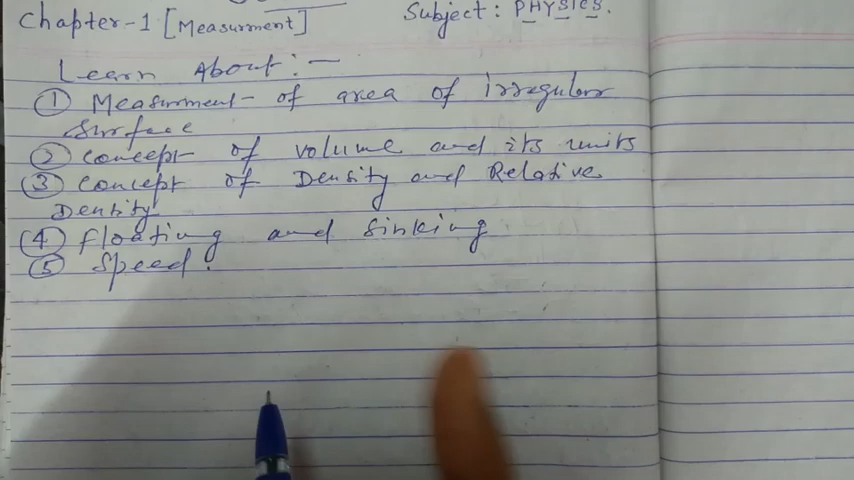 Chapter-1 [Measurment] Subject: PHYSICS.
Learn About:-
① Measurment of area of irregular
Surface
② Concept of volume and its units
③ Concept of Density and Relative
Density
④ floating and sinking
⑤ Speed.